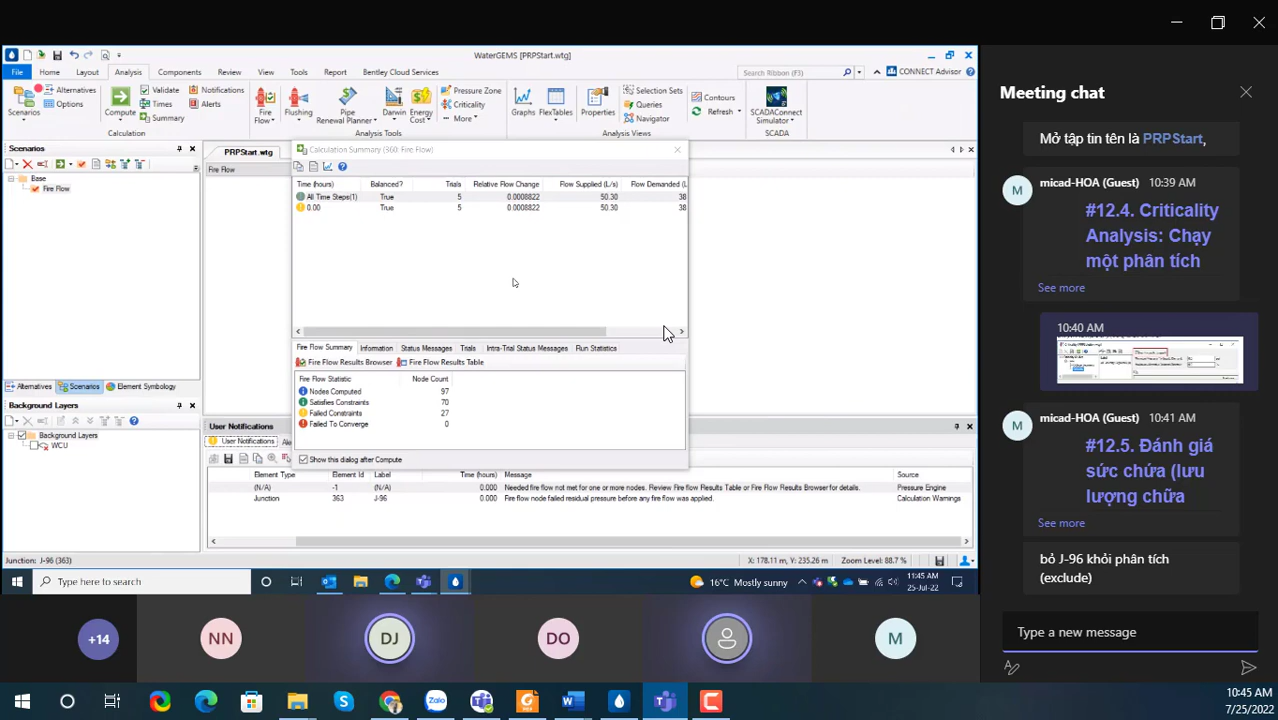 WaterGEMS [PRPStart.wtg]
File Home Layout Analysis Components Review View Tools Report Bentley Cloud Services
Search Ribbon (F3)
CONNECT Advisor
Scenarios
Alternatives
Options
Compute
Validate
Times
Summary
Notifications
Alerts
Calculation
Fire Flow
Flushing
Pipe Renewal Planner
Darwin
Energy Cost
Pressure Zone
Criticality
More
Analysis Tools
Graphs
FlexTables
Properties
Selection Sets
Queries
Navigator
Analysis Views
Contours
Refresh
SCADAConnect Simulator
SCADA
Scenarios
Base
Fire Flow
PRPStart.wtg
Fire Flow
Calculation Summary (360: Fire Flow)
Time (hours) Balanced? Trials Relative Flow Change Flow Supplied (L/s) Flow Demanded (L
All Time Steps(1) True 5 0.0008822 50.30 38
0.00 True 5 0.0008822 50.30 38
Fire Flow Summary Information Status Messages Trials Intra-Trial Status Messages Run Statistics
Fire Flow Results Browser Fire Flow Results Table
Fire Flow Statistic Node Count
Nodes Computed 97
Satisfies Constraints 70
Failed Constraints 27
Failed To Converge 0
Show this dialog after Compute
Alternatives Scenarios Element Symbology
Background Layers
Background Layers
WCU
User Notifications
User Notifications
Element Type Element Id Label Time (hours) Message Source
(N/A) -1 (N/A) 0.000 Needed fire flow not met for one or more nodes. Review Fire flow Results Table or Fire Flow Results Browser for details. Pressure Engine
Junction 363 J-96 0.000 Fire flow node failed residual pressure before any fire flow was applied. Calculation Warnings
Junction: J-96 (363)
X: 178.11 m, Y: 235.26 m
Zoom Level: 88.7 %
Type here to search
16°C Mostly sunny
11:45 AM
25-Jul-22
+14
NN
DJ
DO
M
Meeting chat
Mở tập tin tên là PRPStart,
M
micad-HOA (Guest) 10:39 AM
#12.4. Criticality
Analysis: Chạy
một phân tích
See more
10:40 AM
M
micad-HOA (Guest) 10:41 AM
#12.5. Đánh giá
sức chứa (lưu
lượng chữa
See more
bỏ J-96 khỏi phân tích
(exclude)
Type a new message
Zalo
10:45 AM
7/25/2022